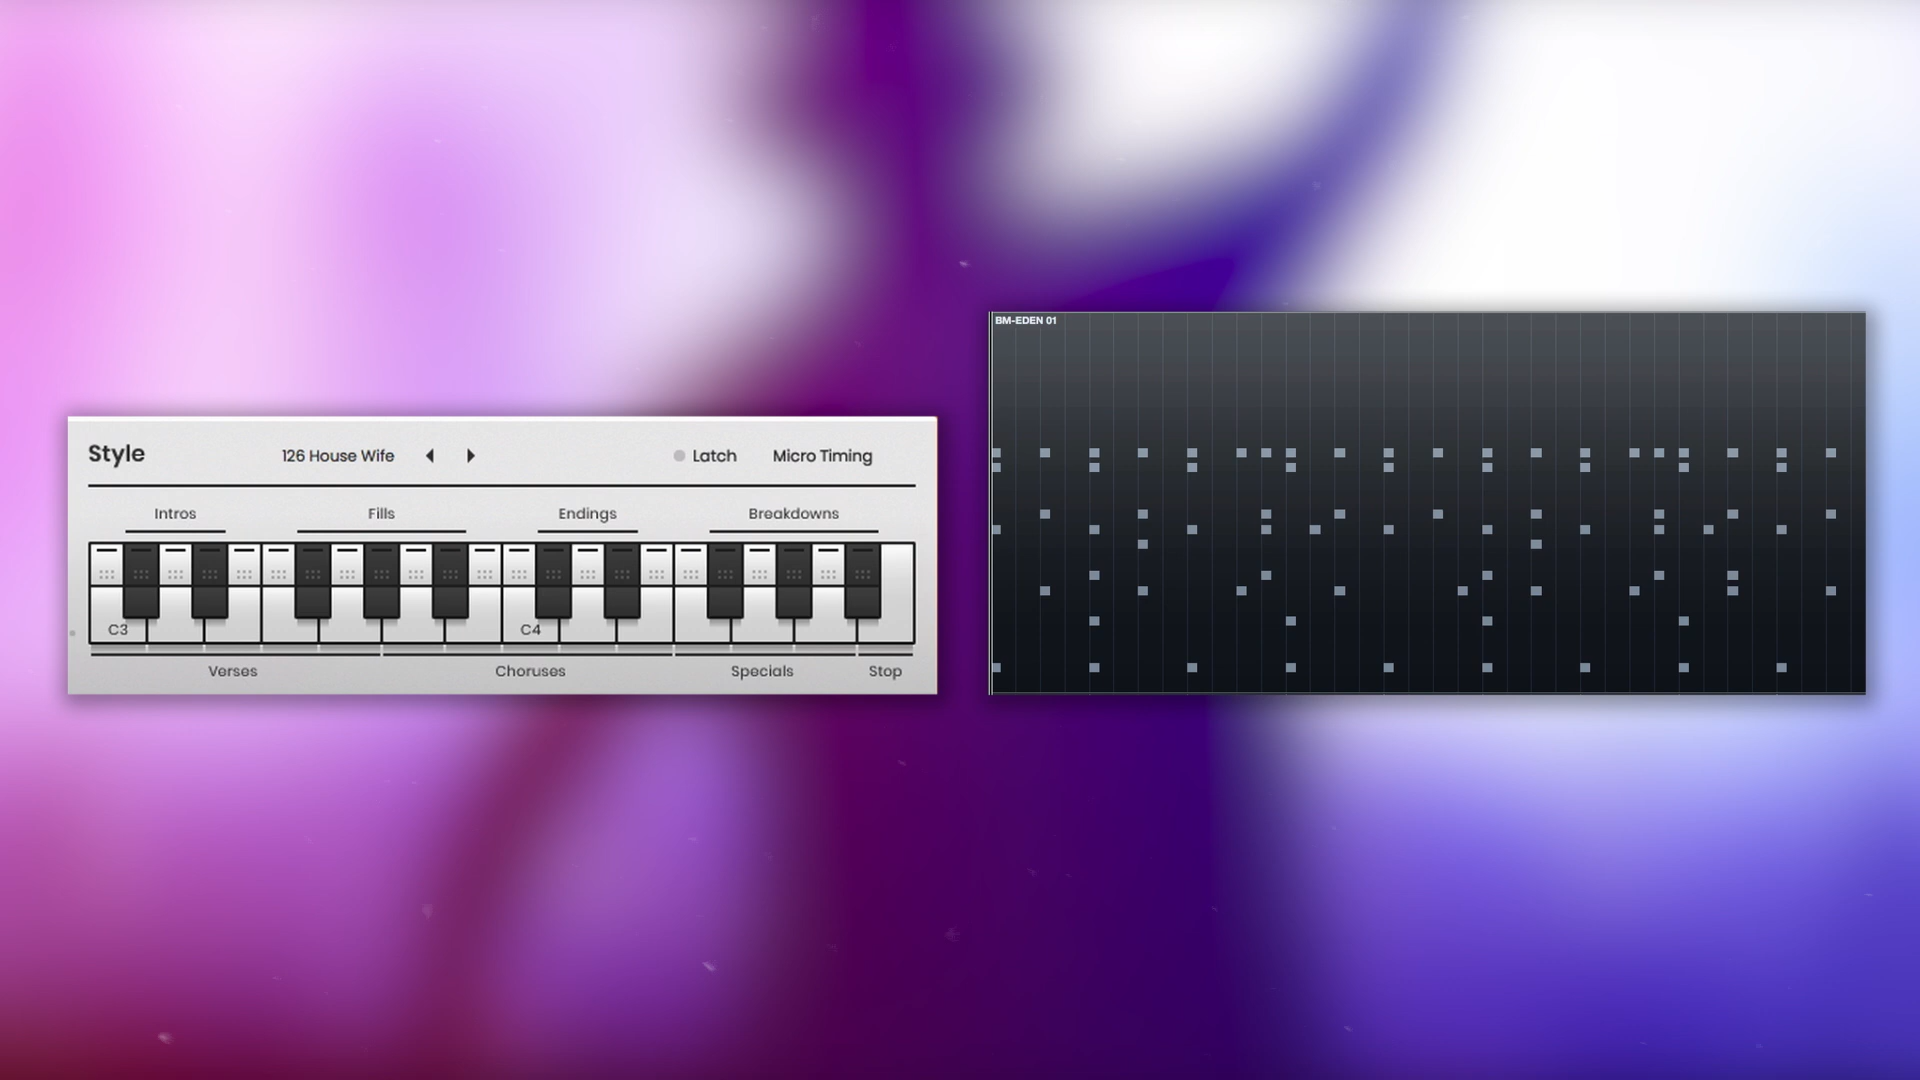 Style
126 House Wife
Latch
Micro Timing
Intros
Fills
Endings
Breakdowns
C3
C4
Verses
Choruses
Specials
Stop
BM-EDEN 01